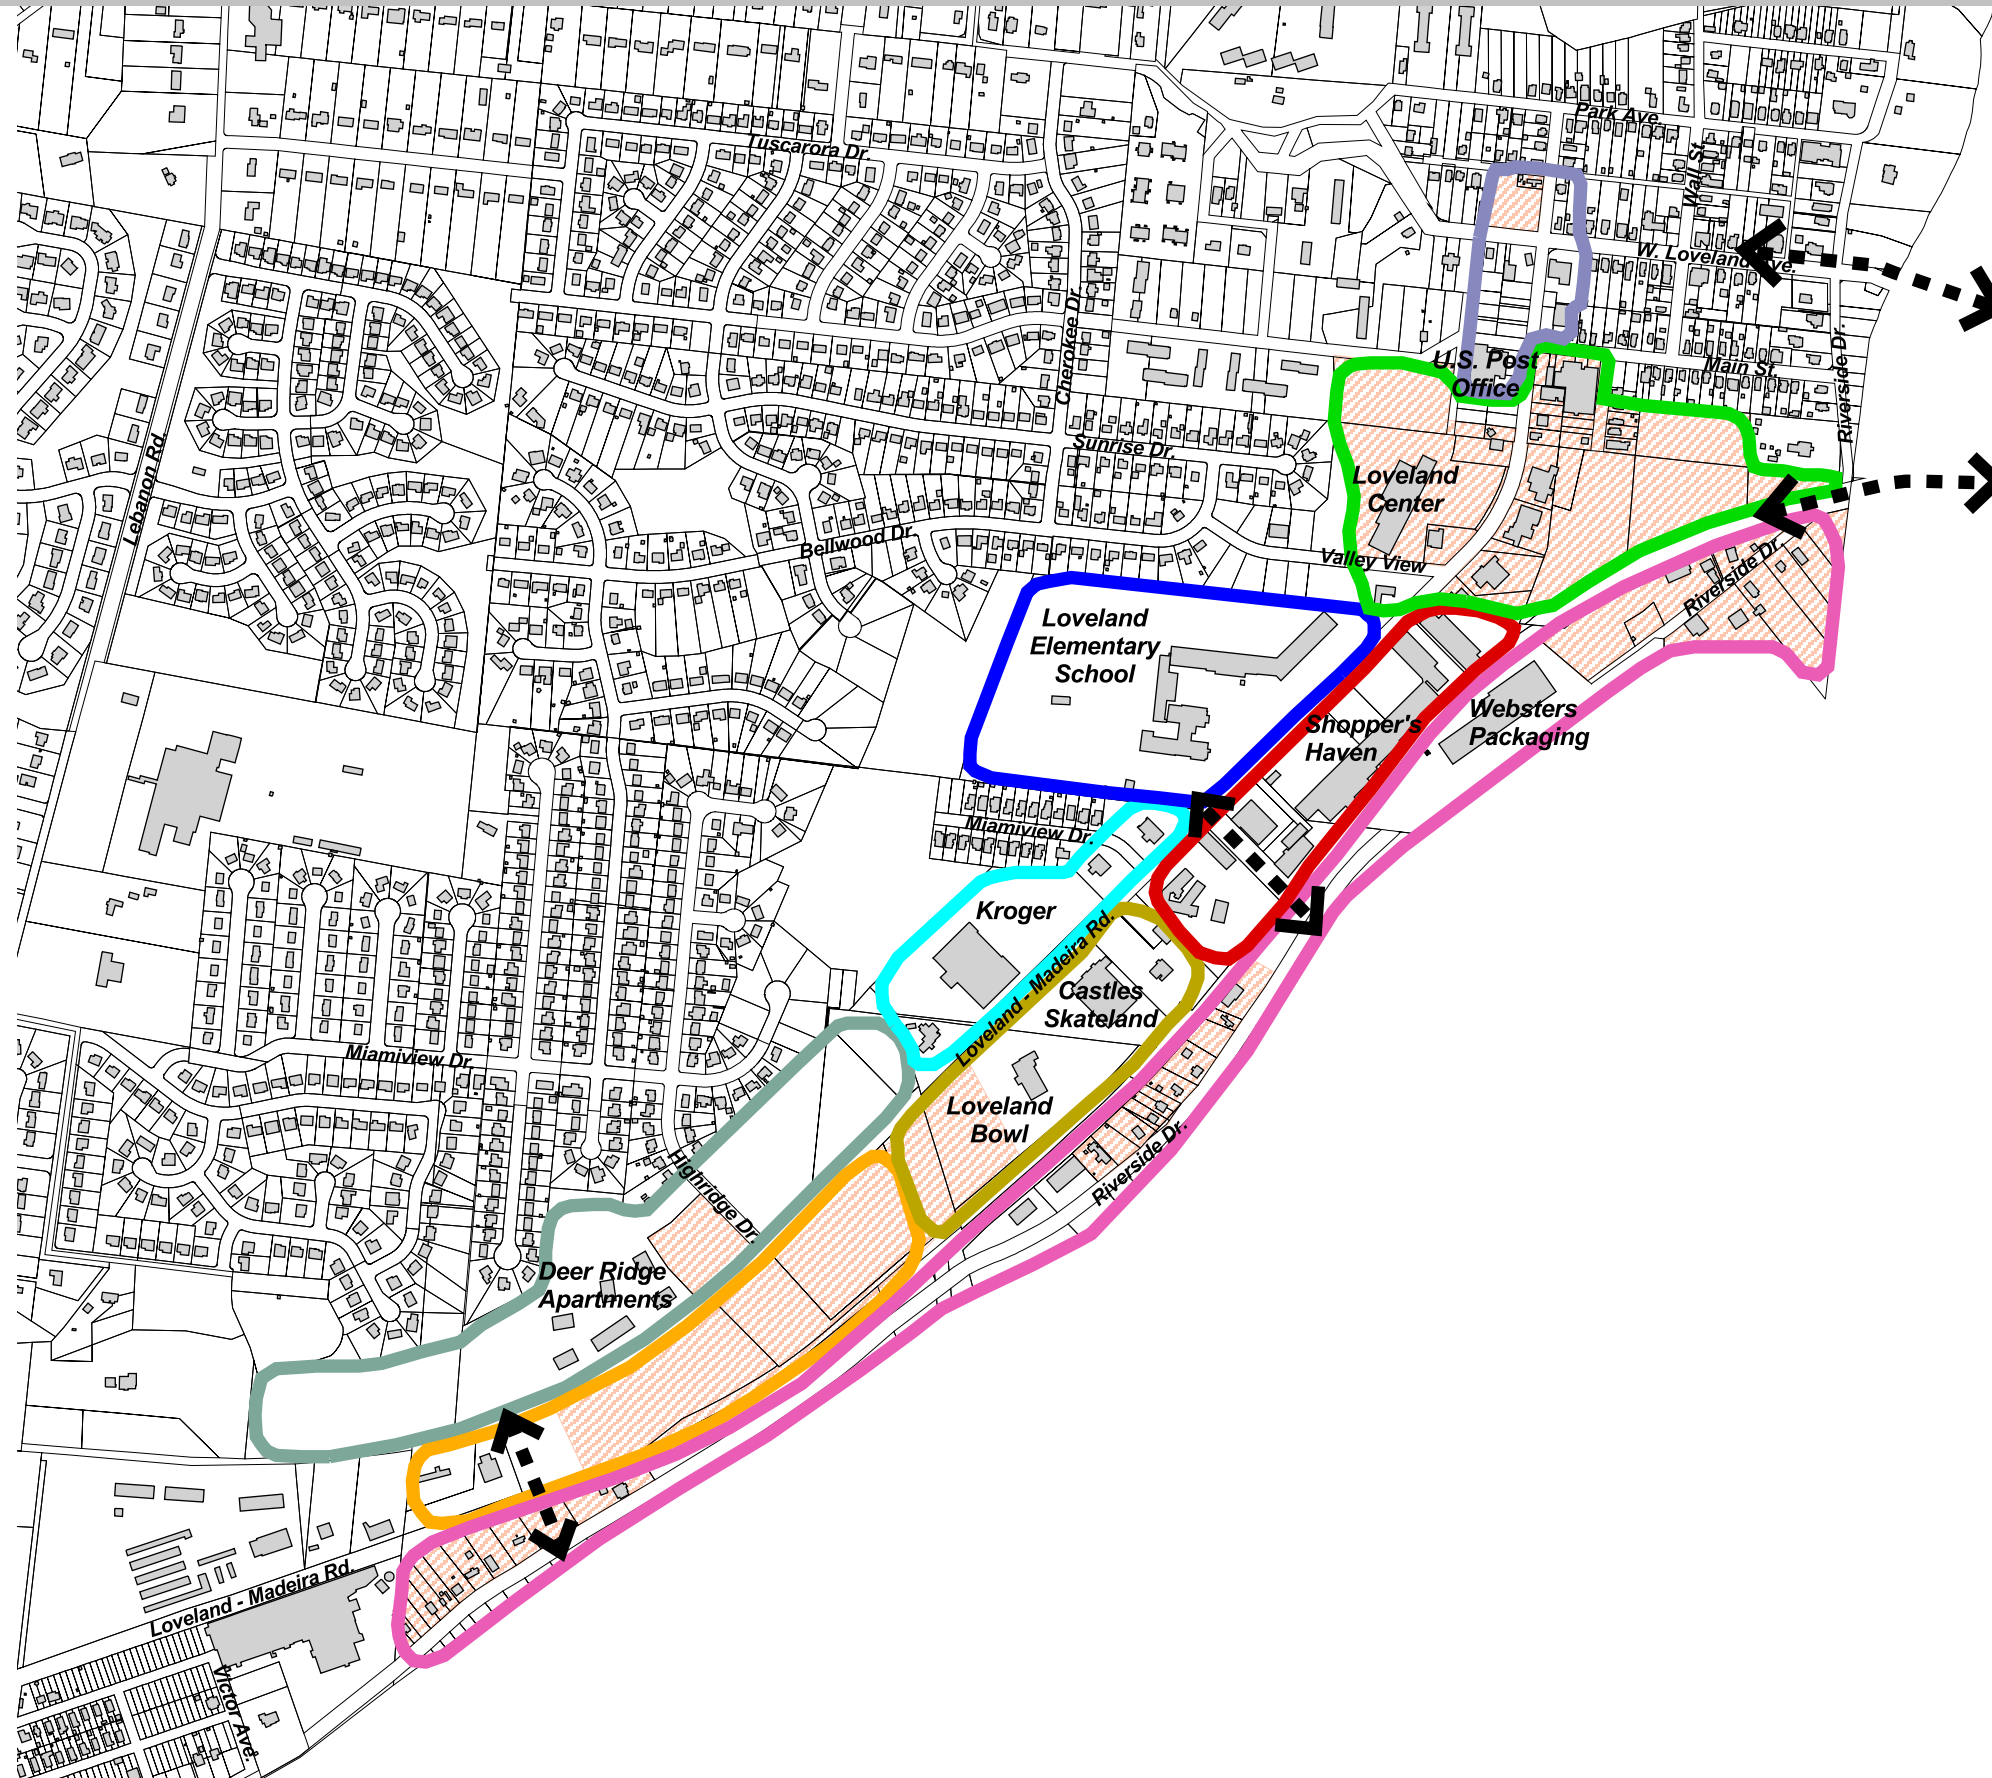 Park Ave.
Tuscarora Dr.
Wall St.
W. Loveland Ave.
Cherokee Dr.
U.S. Post
Office
Main St.
Riverside Dr.
Lebanon Rd
Sunrise Dr.
Loveland
Center
Bellwood Dr.
Valley View
Riverside Dr.
Loveland
Elementary
School
Shopper's
Haven
Websters
Packaging
Miamiview Dr.
Kroger
Loveland - Madeira Rd.
Castles
Skateland
Miamiview Dr.
Loveland
Bowl
Highridge Dr.
Riverside Dr.
Deer Ridge
Apartments
Loveland - Madeira Rd.
Victor Ave.